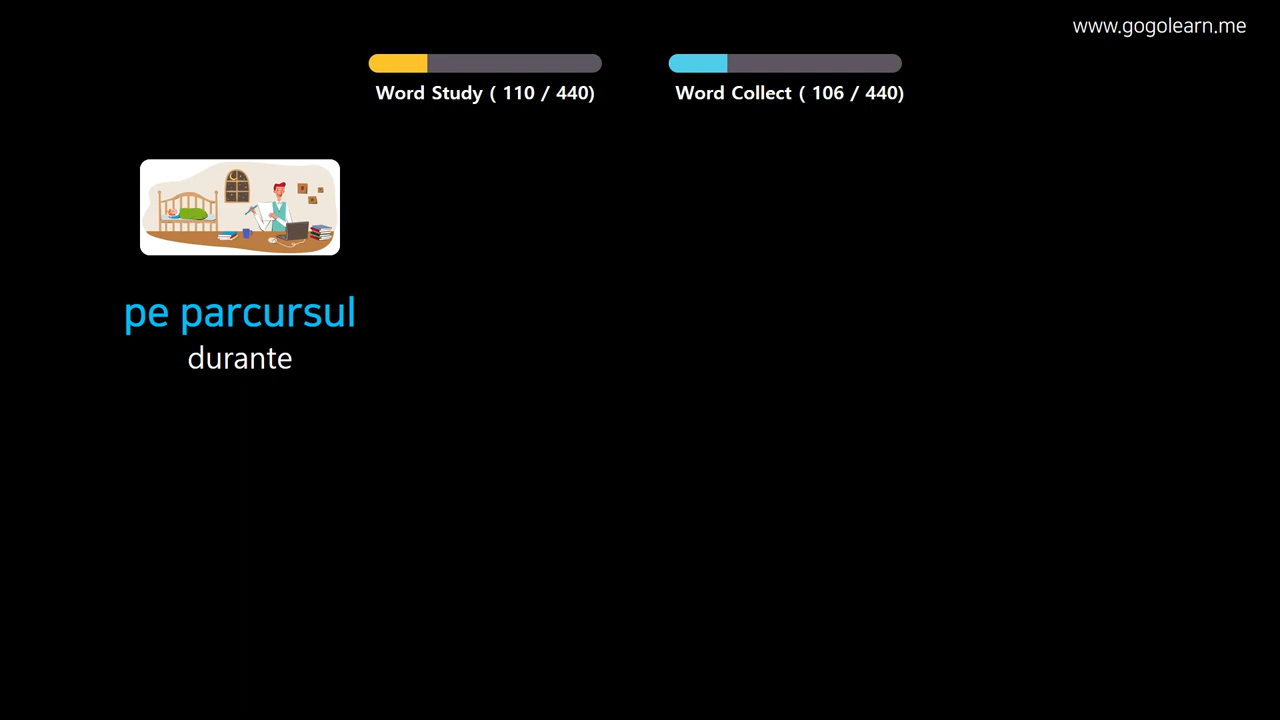 www.gogolearn.me
Word Study ( 110 / 440)
Word Collect ( 106 / 440)
pe parcursul
durante